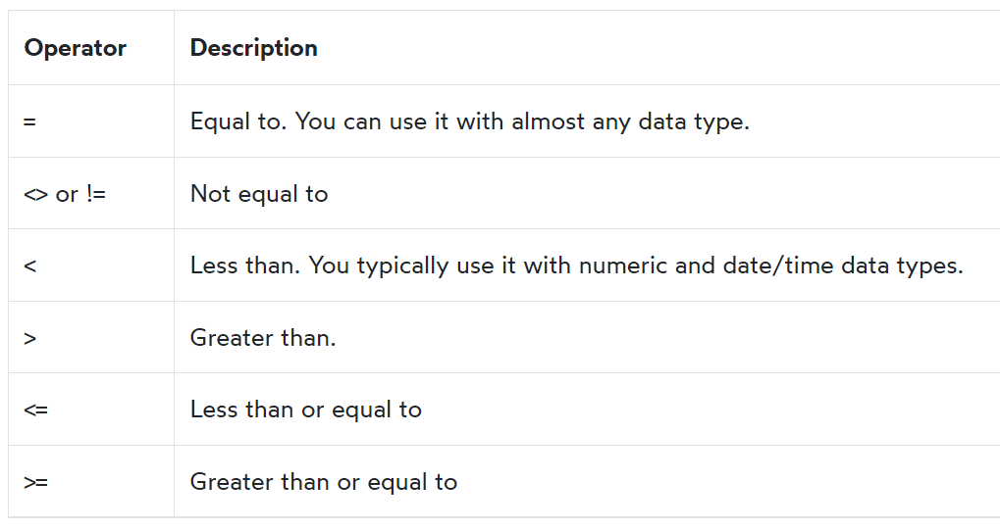 Operator Description
= Equal to. You can use it with almost any data type.
<> or != Not equal to
< Less than. You typically use it with numeric and date/time data types.
> Greater than.
<= Less than or equal to
>= Greater than or equal to